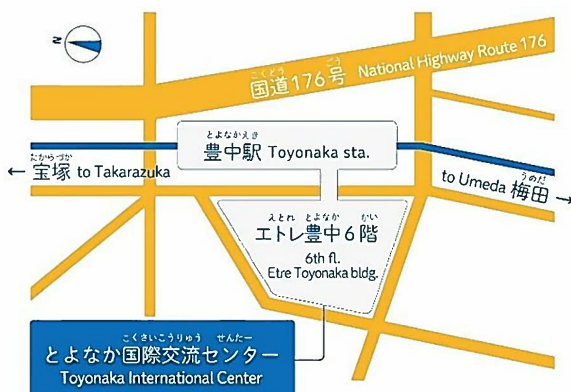 N
こくどう ごう
国道176号 National Highway Route 176
とよなかえき
豊中駅 Toyonaka sta.
たからづか
← 宝塚 to Takarazuka
うめだ
to Umeda 梅田 →
えとれ とよなか かい
エトレ豊中6階
6th fl.
Etre Toyonaka bldg.
こくさいこうりゅう せんたー
とよなか国際交流センター
Toyonaka International Center